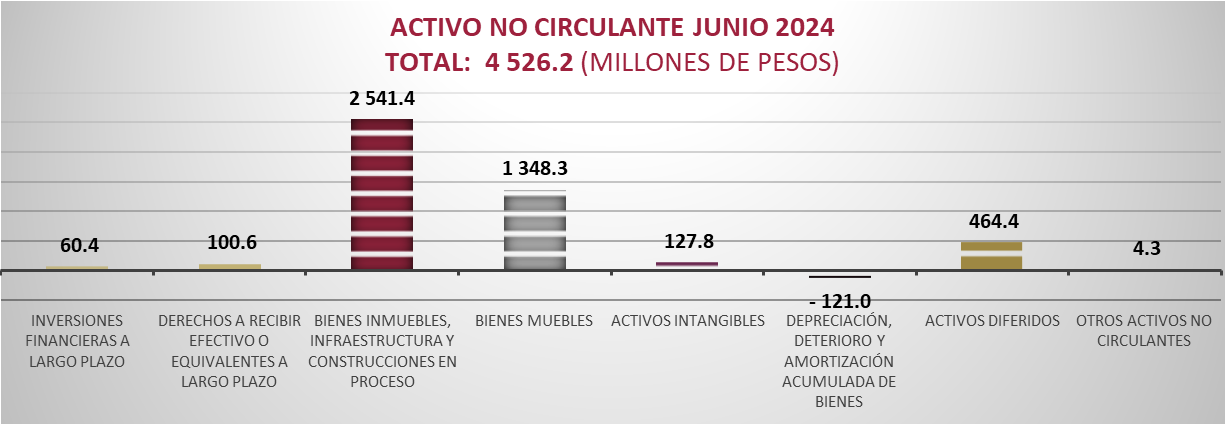 ACTIVO NO CIRCULANTE JUNIO 2024
TOTAL: 4 526.2 (MILLONES DE PESOS)
60.4
100.6
2 541.4
1 348.3
127.8
- 121.0
464.4
4.3
INVERSIONES
FINANCIERAS A
LARGO PLAZO
DERECHOS A RECIBIR
EFECTIVO O
EQUIVALENTES A
LARGO PLAZO
BIENES INMUEBLES,
INFRAESTRUCTURA Y
CONSTRUCCIONES EN
PROCESO
BIENES MUEBLES
ACTIVOS INTANGIBLES
DEPRECIACIÓN,
DETERIORO Y
AMORTIZACIÓN
ACUMULADA DE
BIENES
ACTIVOS DIFERIDOS
OTROS ACTIVOS NO
CIRCULANTES